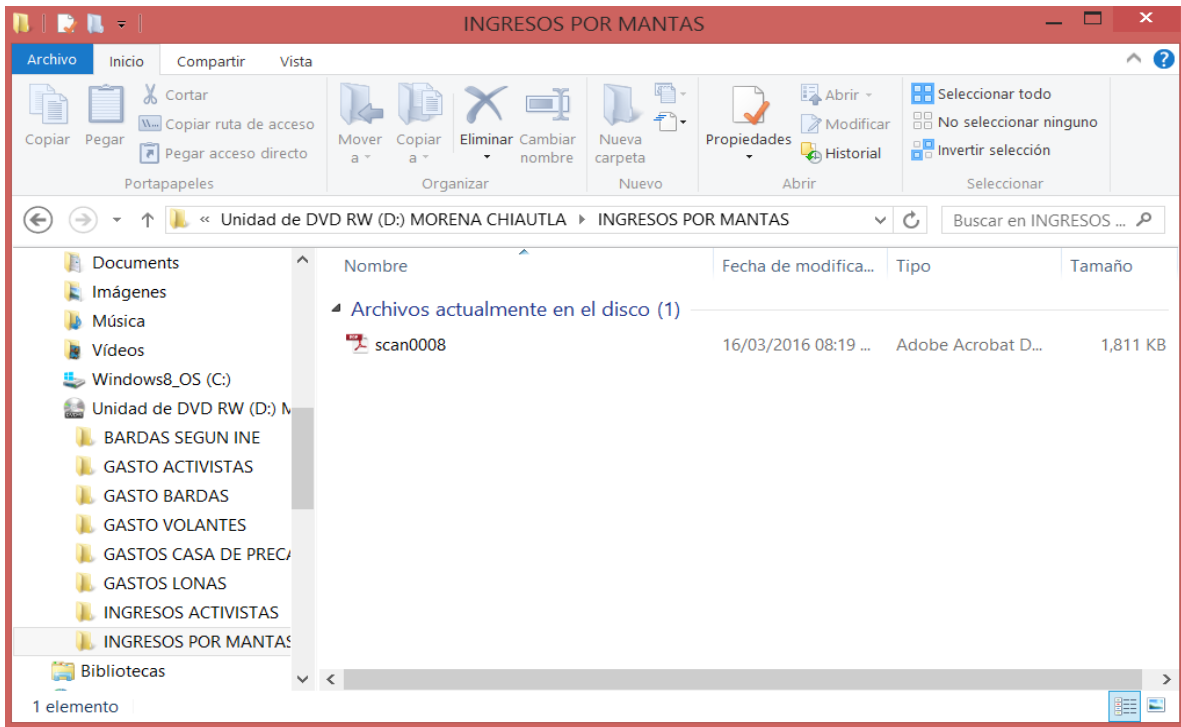 INGRESOS POR MANTAS
Archivo Inicio Compartir Vista
Copiar Pegar Cortar
Copiar ruta de acceso
Pegar acceso directo
Portapapeles
Mover a Copiar a Eliminar Cambiar nombre
Organizar
Nueva carpeta
Nuevo
Propiedades Abrir
Modificar
Historial
Abrir
Seleccionar todo
No seleccionar ninguno
Invertir selección
Seleccionar
« Unidad de DVD RW (D:) MORENA CHIAUTLA INGRESOS POR MANTAS Buscar en INGRESOS ...
Documents
Imágenes
Música
Vídeos
Windows8_OS (C:)
Unidad de DVD RW (D:) M
BARDAS SEGUN INE
GASTO ACTIVISTAS
GASTO BARDAS
GASTO VOLANTES
GASTOS CASA DE PRECA
GASTOS LONAS
INGRESOS ACTIVISTAS
INGRESOS POR MANTAS
Bibliotecas
Nombre Fecha de modifica... Tipo Tamaño
Archivos actualmente en el disco (1)
scan0008 16/03/2016 08:19 ... Adobe Acrobat D... 1,811 KB
1 elemento